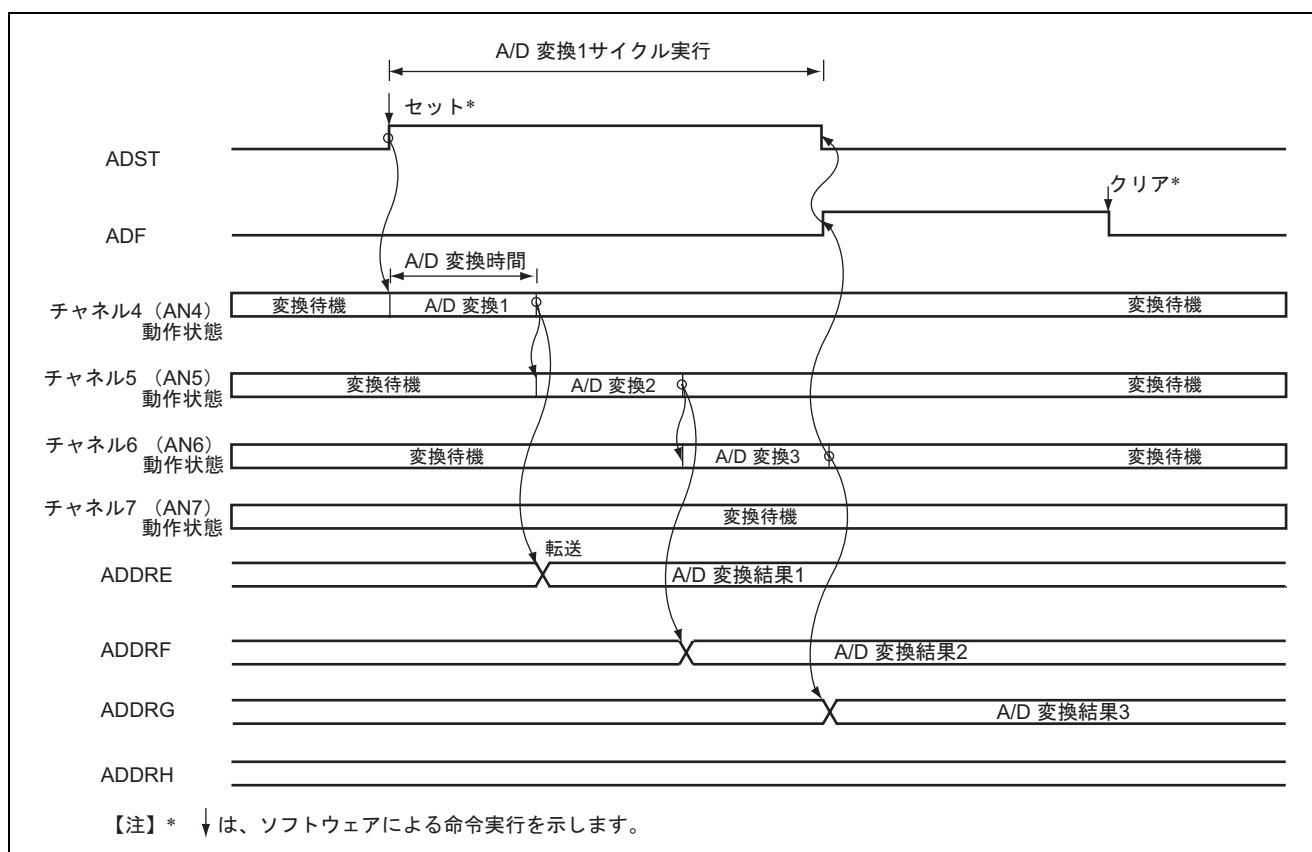 A/D 変換1サイクル実行
セット*
ADST
クリア*
ADF
A/D 変換時間
チャネル4（AN4）
動作状態
変換待機
A/D 変換1
変換待機
チャネル5 （AN5）
動作状態
変換待機
A/D 変換2
変換待機
チャネル6 （AN6）
動作状態
変換待機
A/D 変換3
変換待機
チャネル7 （AN7）
動作状態
変換待機
転送
ADDRE
A/D 変換結果1
ADDRF
A/D 変換結果2
ADDRG
A/D 変換結果3
ADDRH
【注】* ↓は、ソフトウェアによる命令実行を示します。